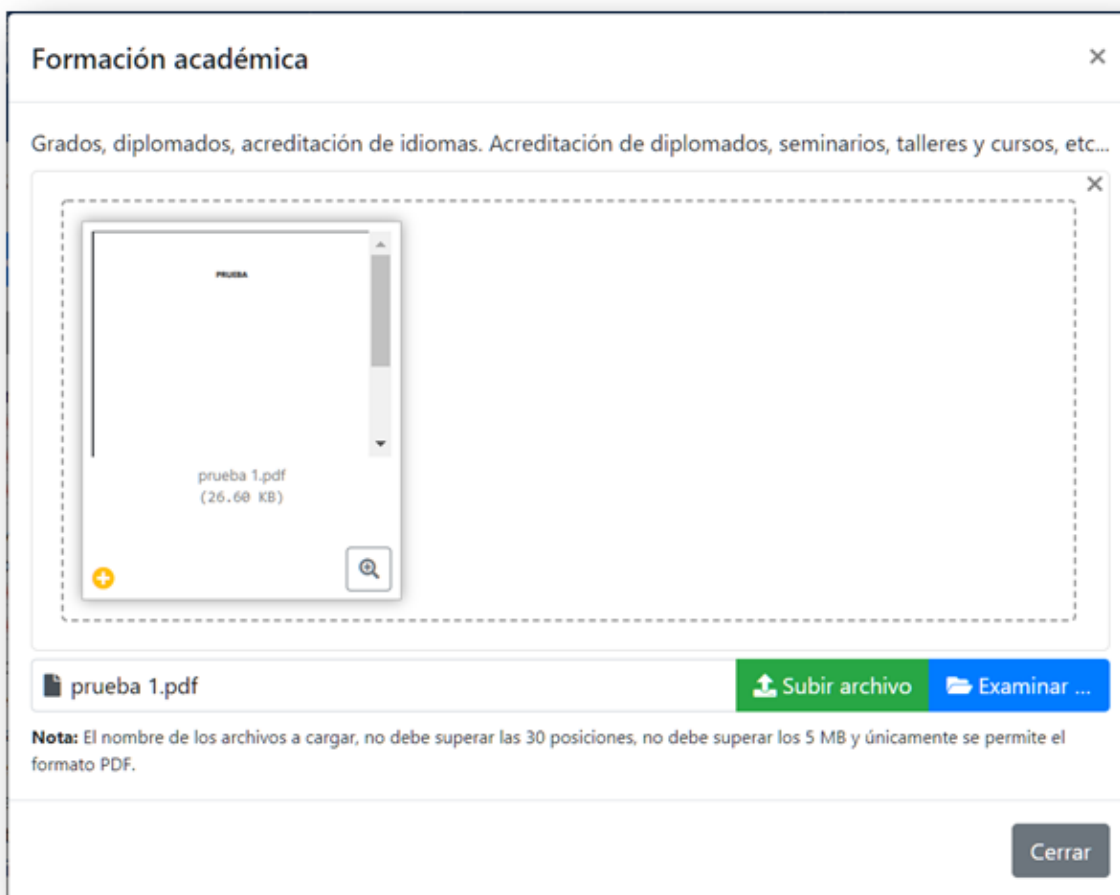 Formación académica
Grados, diplomados, acreditación de idiomas. Acreditación de diplomados, seminarios, talleres y cursos, etc...
PRUEBA
prueba 1.pdf
(26.60 KB)
prueba 1.pdf
Subir archivo
Examinar ...
Nota: El nombre de los archivos a cargar, no debe superar las 30 posiciones, no debe superar los 5 MB y únicamente se permite el
formato PDF.
Cerrar